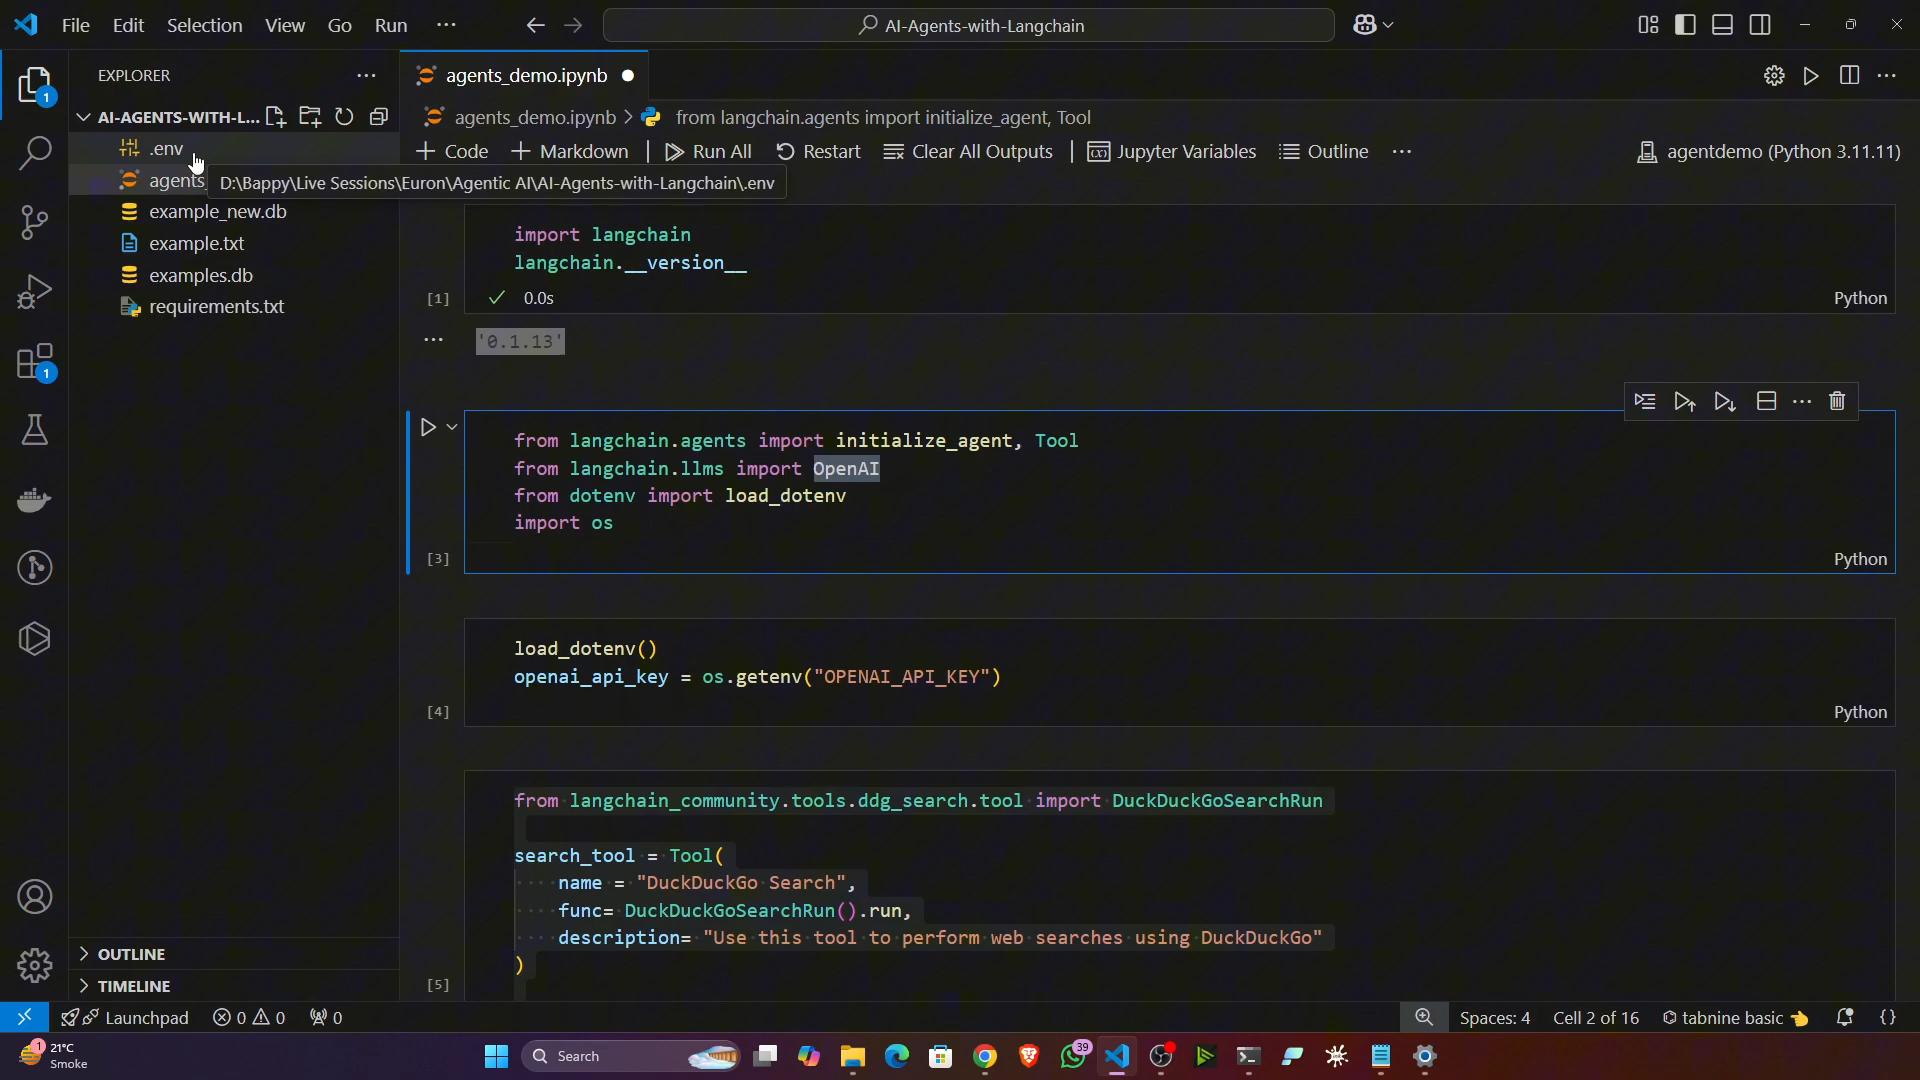 File Edit Selection View Go Run
AI-Agents-with-Langchain
EXPLORER
1
AI-AGENTS-WITH-L...
.env
agents
D:\Bappy\Live Sessions\Euron\Agentic AI\AI-Agents-with-Langchain\.env
example_new.db
example.txt
examples.db
requirements.txt
1
OUTLINE
TIMELINE
agents_demo.ipynb
agents_demo.ipynb > from langchain.agents import initialize_agent, Tool
Code Markdown Run All Restart Clear All Outputs Jupyter Variables Outline ... agentdemo (Python 3.11.11)
import langchain
langchain.__version__
[1] 0.0s Python
'0.1.13'
from langchain.agents import initialize_agent, Tool
from langchain.llms import OpenAI
from dotenv import load_dotenv
import os
[3] Python
load_dotenv()
openai_api_key = os.getenv("OPENAI_API_KEY")
[4] Python
from langchain_community.tools.ddg_search.tool import DuckDuckGoSearchRun
search_tool = Tool(
name = "DuckDuckGo Search",
func= DuckDuckGoSearchRun().run,
description= "Use this tool to perform web searches using DuckDuckGo"
)
[5]
Launchpad 0 0 0 Spaces: 4 Cell 2 of 16 tabnine basic {}
1 21°C
Smoke
Search
39